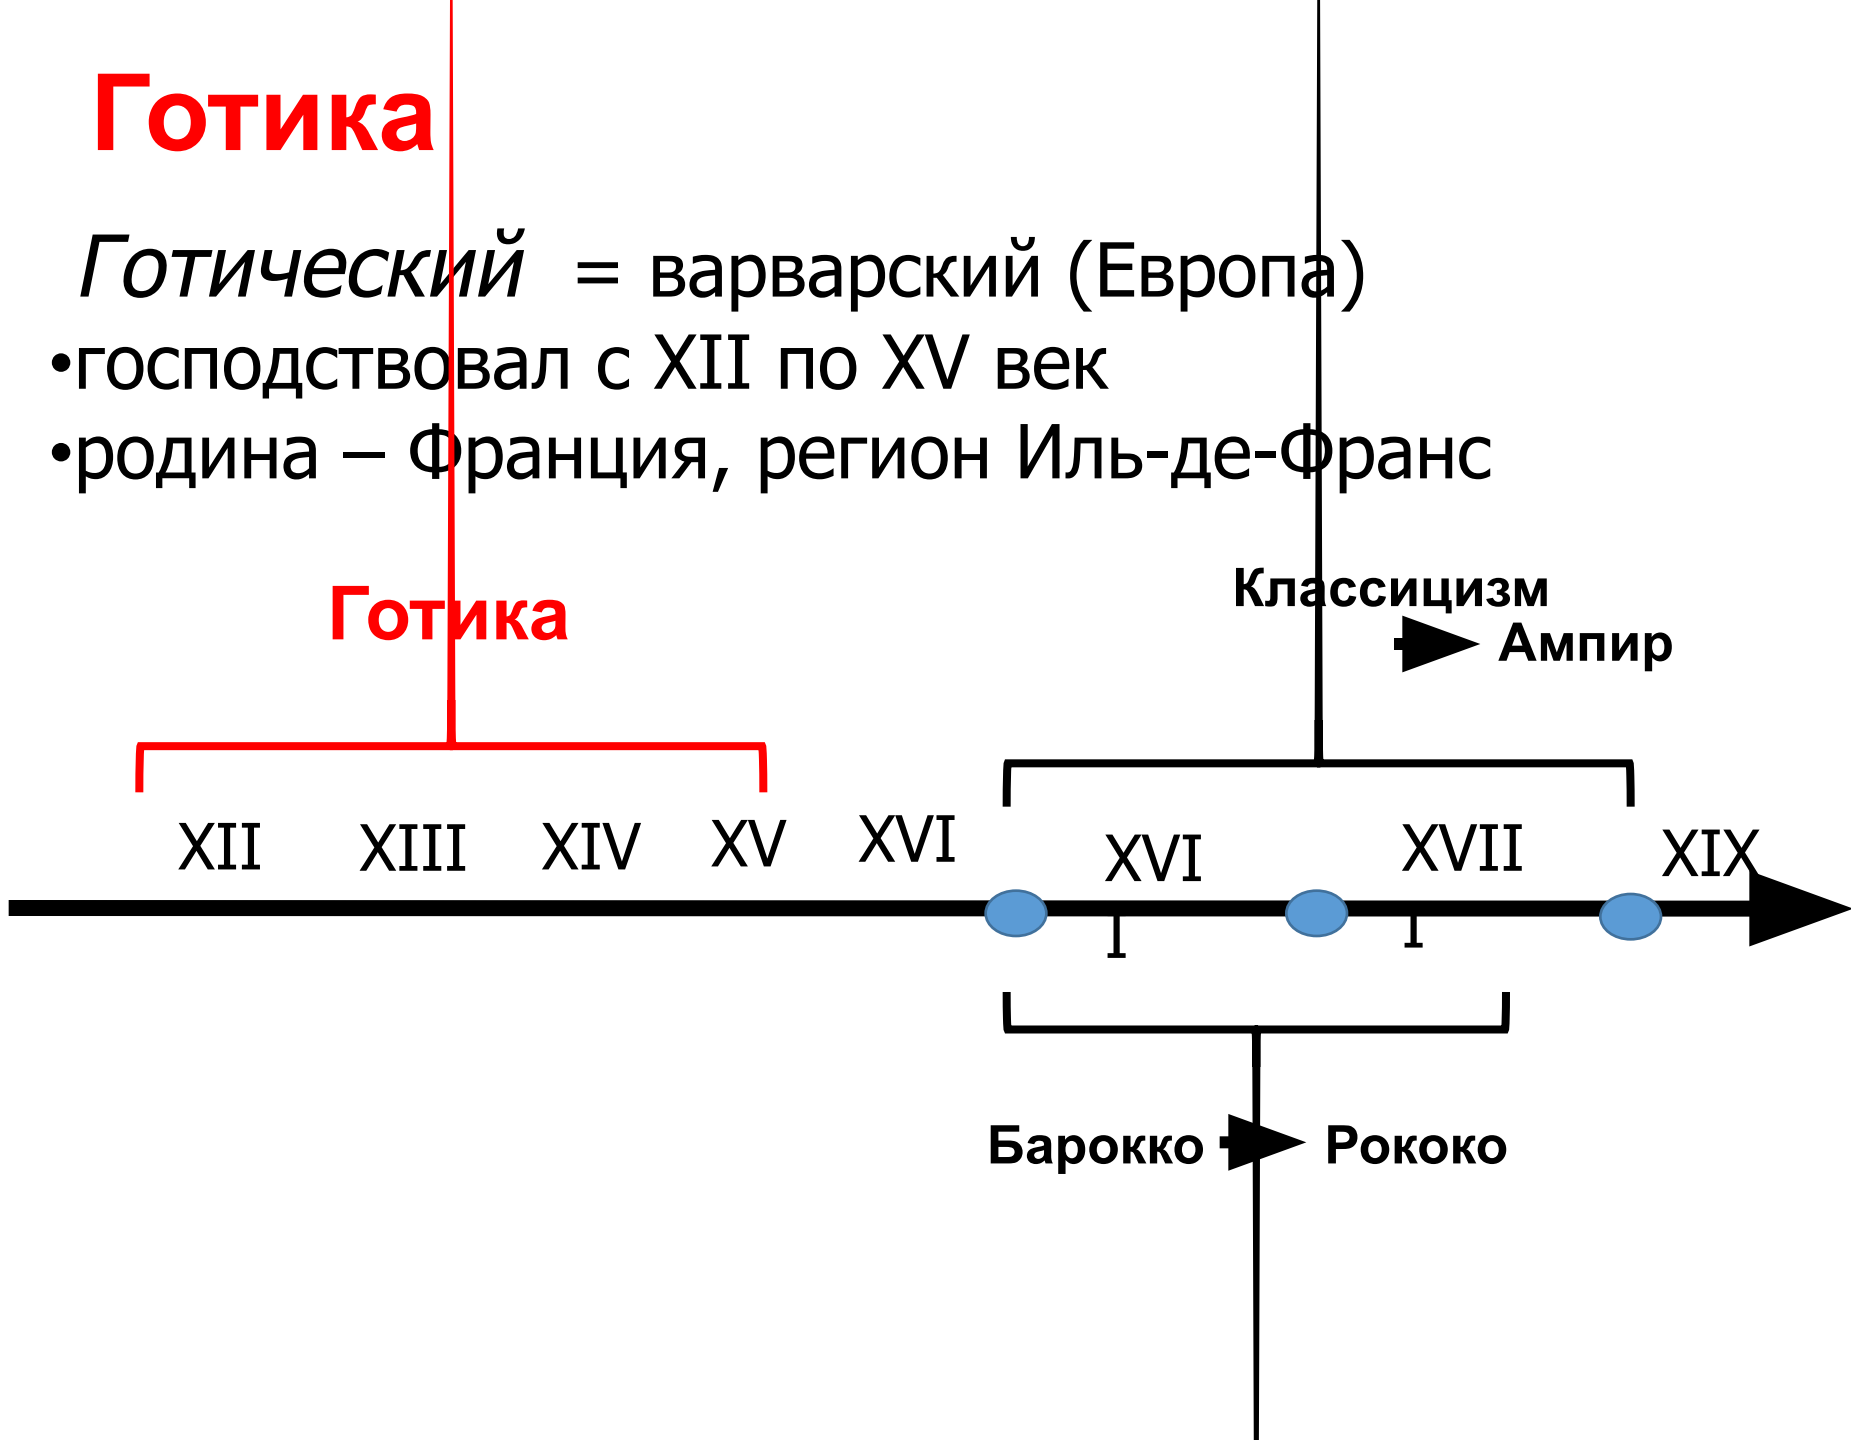 Готика
Готический = варварский (Европа)
•господствовал с XII по XV век
•родина – Франция, регион Иль-де-Франс
Готика
Классицизм
Ампир
XII XIII XIV XV XVI XVI XVII XIX
I I
Барокко Рококо